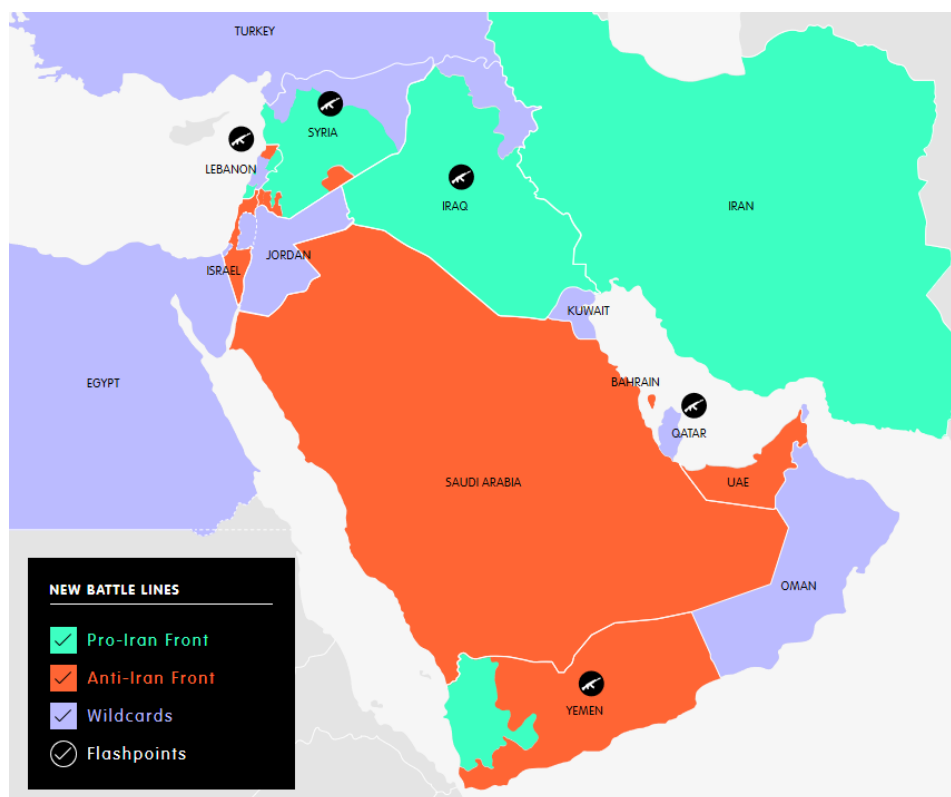 TURKEY
SYRIA
LEBANON
IRAQ
IRAN
JORDAN
ISRAEL
KUWAIT
EGYPT
BAHRAIN
QATAR
SAUDI ARABIA
UAE
OMAN
YEMEN
NEW BATTLE LINES
Pro-Iran Front
Anti-Iran Front
Wildcards
Flashpoints